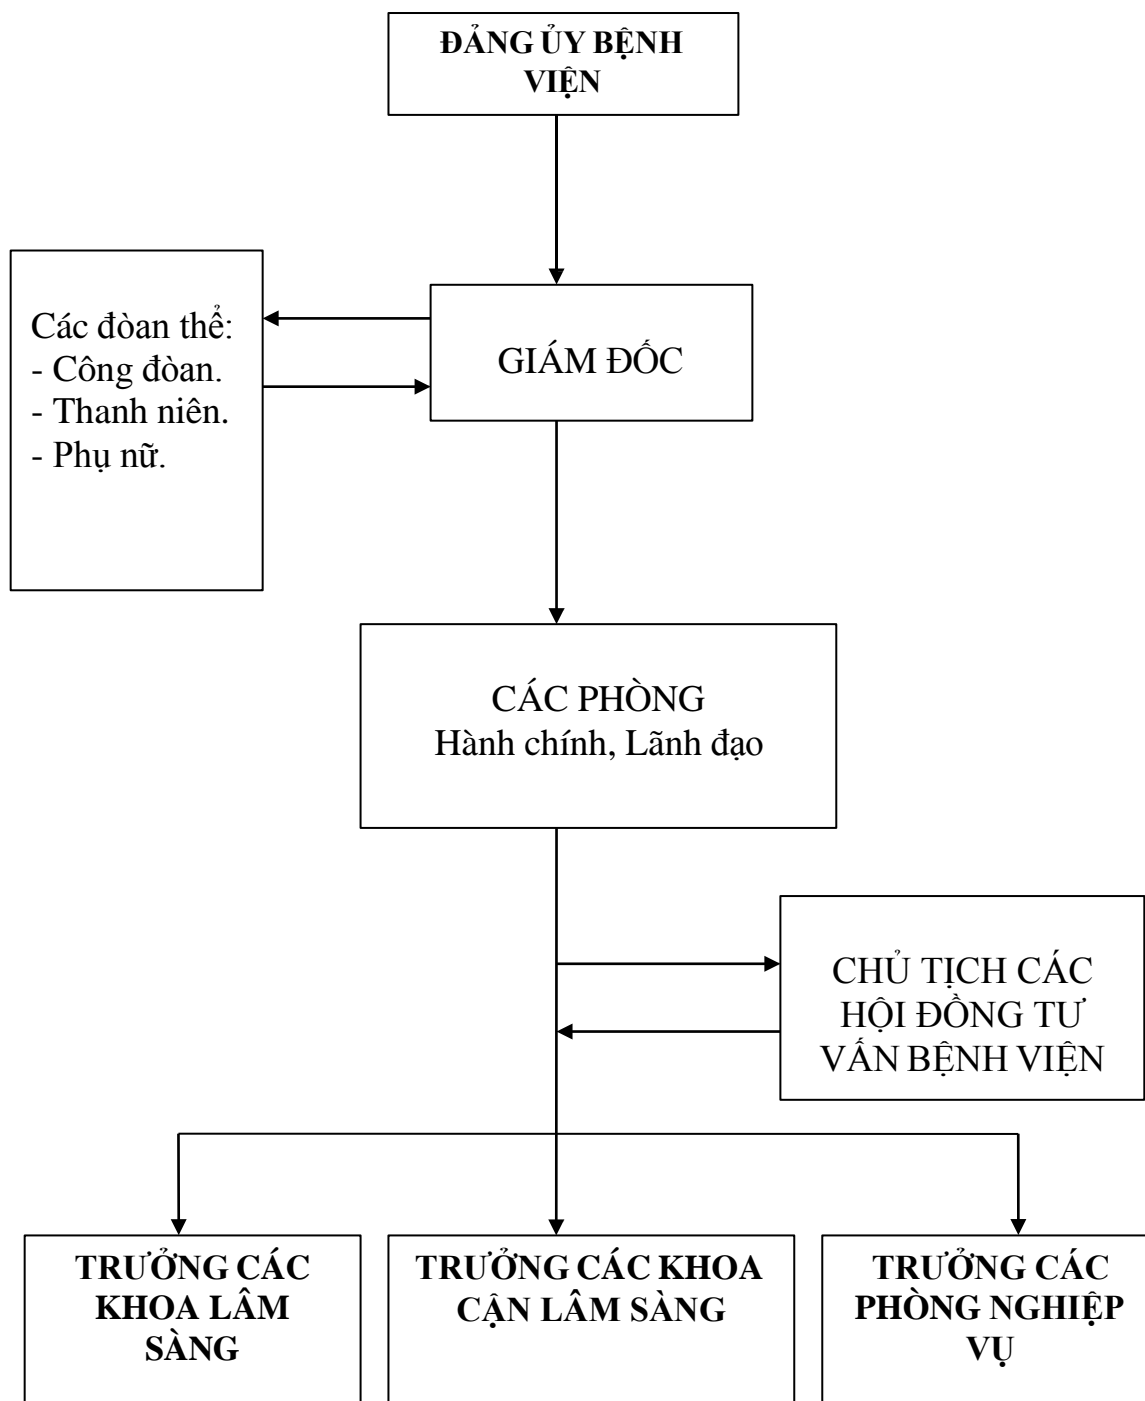 ĐẢNG ỦY BỆNH
VIỆN
Các đòan thể:
- Công đòan.
- Thanh niên.
- Phụ nữ.
GIÁM ĐỐC
CÁC PHÒNG
Hành chính, Lãnh đạo
CHỦ TỊCH CÁC
HỘI ĐỒNG TƯ
VẤN BỆNH VIỆN
TRƯỞNG CÁC
KHOA LÂM
SÀNG
TRƯỞNG CÁC KHOA
CẬN LÂM SÀNG
TRƯỞNG CÁC
PHÒNG NGHIỆP
VỤ